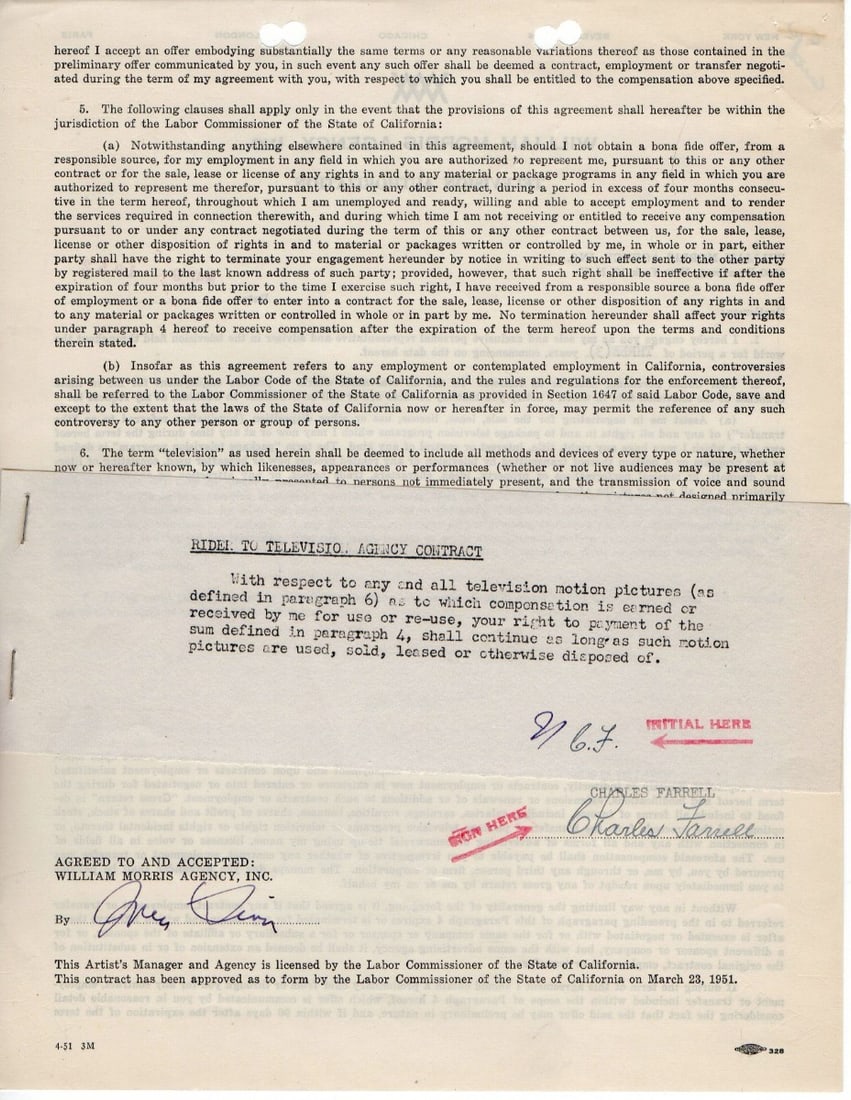 hereof I accept an offer embodying substantially the same terms or any reasonable variations thereof as those contained in the
preliminary offer communicated by you, in such event any such offer shall be deemed a contract, employment or transfer negoti-
ated during the term of my agreement with you, with respect to which you shall be entitled to the compensation above specified.
5. The following clauses shall apply only in the event that the provisions of this agreement shall hereafter be within the
jurisdiction of the Labor Commissioner of the State of California:
(a) Notwithstanding anything elsewhere contained in this agreement, should I not obtain a bona fide offer, from a
responsible source, for my employment in any field in which you are authorized to represent me, pursuant to this or any other
contract or for the sale, lease or license of any rights in and to any material or package programs in any field in which you are
authorized to represent me therefor, pursuant to this or any other contract, during a period in excess of four months consecu-
tive in the term hereof, throughout which I am unemployed and ready, willing and able to accept employment and to render
the services required in connection therewith, and during which time I am not receiving or entitled to receive any compensation
pursuant to or under any contract negotiated during the term of this or any other contract between us, for the sale, lease,
license or other disposition of rights in and to material or packages written or controlled by me, in whole or in part, either
party shall have the right to terminate your engagement hereunder by notice in writing to such effect sent to the other party
by registered mail to the last known address of such party; provided, however, that such right shall be ineffective if after the
expiration of four months but prior to the time I exercise such right, I have received from a responsible source a bona fide offer
of employment or a bona fide offer to enter into a contract for the sale, lease, license or other disposition of any rights in and
to any material or packages written or controlled in whole or in part by me. No termination hereunder shall affect your rights
under paragraph 4 hereof to receive compensation after the expiration of the term hereof upon the terms and conditions
therein stated.
(b) Insofar as this agreement refers to any employment or contemplated employment in California, controversies
arising between us under the Labor Code of the State of California, and the rules and regulations for the enforcement thereof,
shall be referred to the Labor Commissioner of the State of California as provided in Section 1647 of said Labor Code, save and
except to the extent that the laws of the State of California now or hereafter in force, may permit the reference of any such
controversy to any other person or group of persons.
6. The term "television" as used herein shall be deemed to include all methods and devices of every type or nature, whether
now or hereafter known, by which likenesses, appearances or performances (whether or not live audiences may be present at
presented to persons not immediately present, and the transmission of voice and sound
not designed primarily
RIDER TO TELEVISIO. AGENCY CONTRACT
With respect to any and all television motion pictures (as
defined in paragraph 6) as to which compensation is earned or
received by me for use or re-use, your right to payment of the
sum defined in paragraph 4, shall continue as long as such motion
pictures are used, sold, leased or otherwise disposed of.
C.F. INITIAL HERE
CHARLES FARRELL
SIGN HERE Charles Farrell
AGREED TO AND ACCEPTED:
WILLIAM MORRIS AGENCY, INC.
By
This Artist's Manager and Agency is licensed by the Labor Commissioner of the State of California.
This contract has been approved as to form by the Labor Commissioner of the State of California on March 23, 1951.
4-51 3M
328